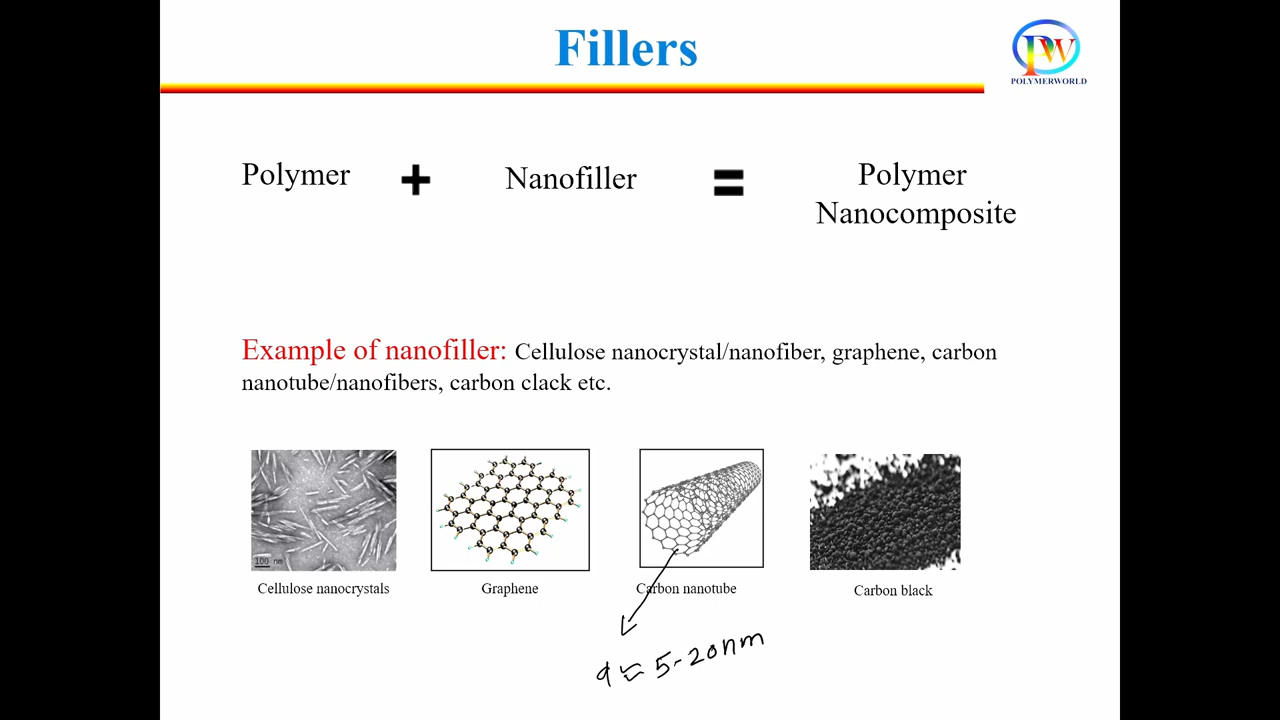 Fillers
PW
POLYMERWORLD
Polymer + Nanofiller = Polymer
Nanocomposite
Example of nanofiller: Cellulose nanocrystal/nanofiber, graphene, carbon
nanotube/nanofibers, carbon clack etc.
100 nm
Cellulose nanocrystals
Graphene
Carbon nanotube
Carbon black
d ≈ 5-20nm